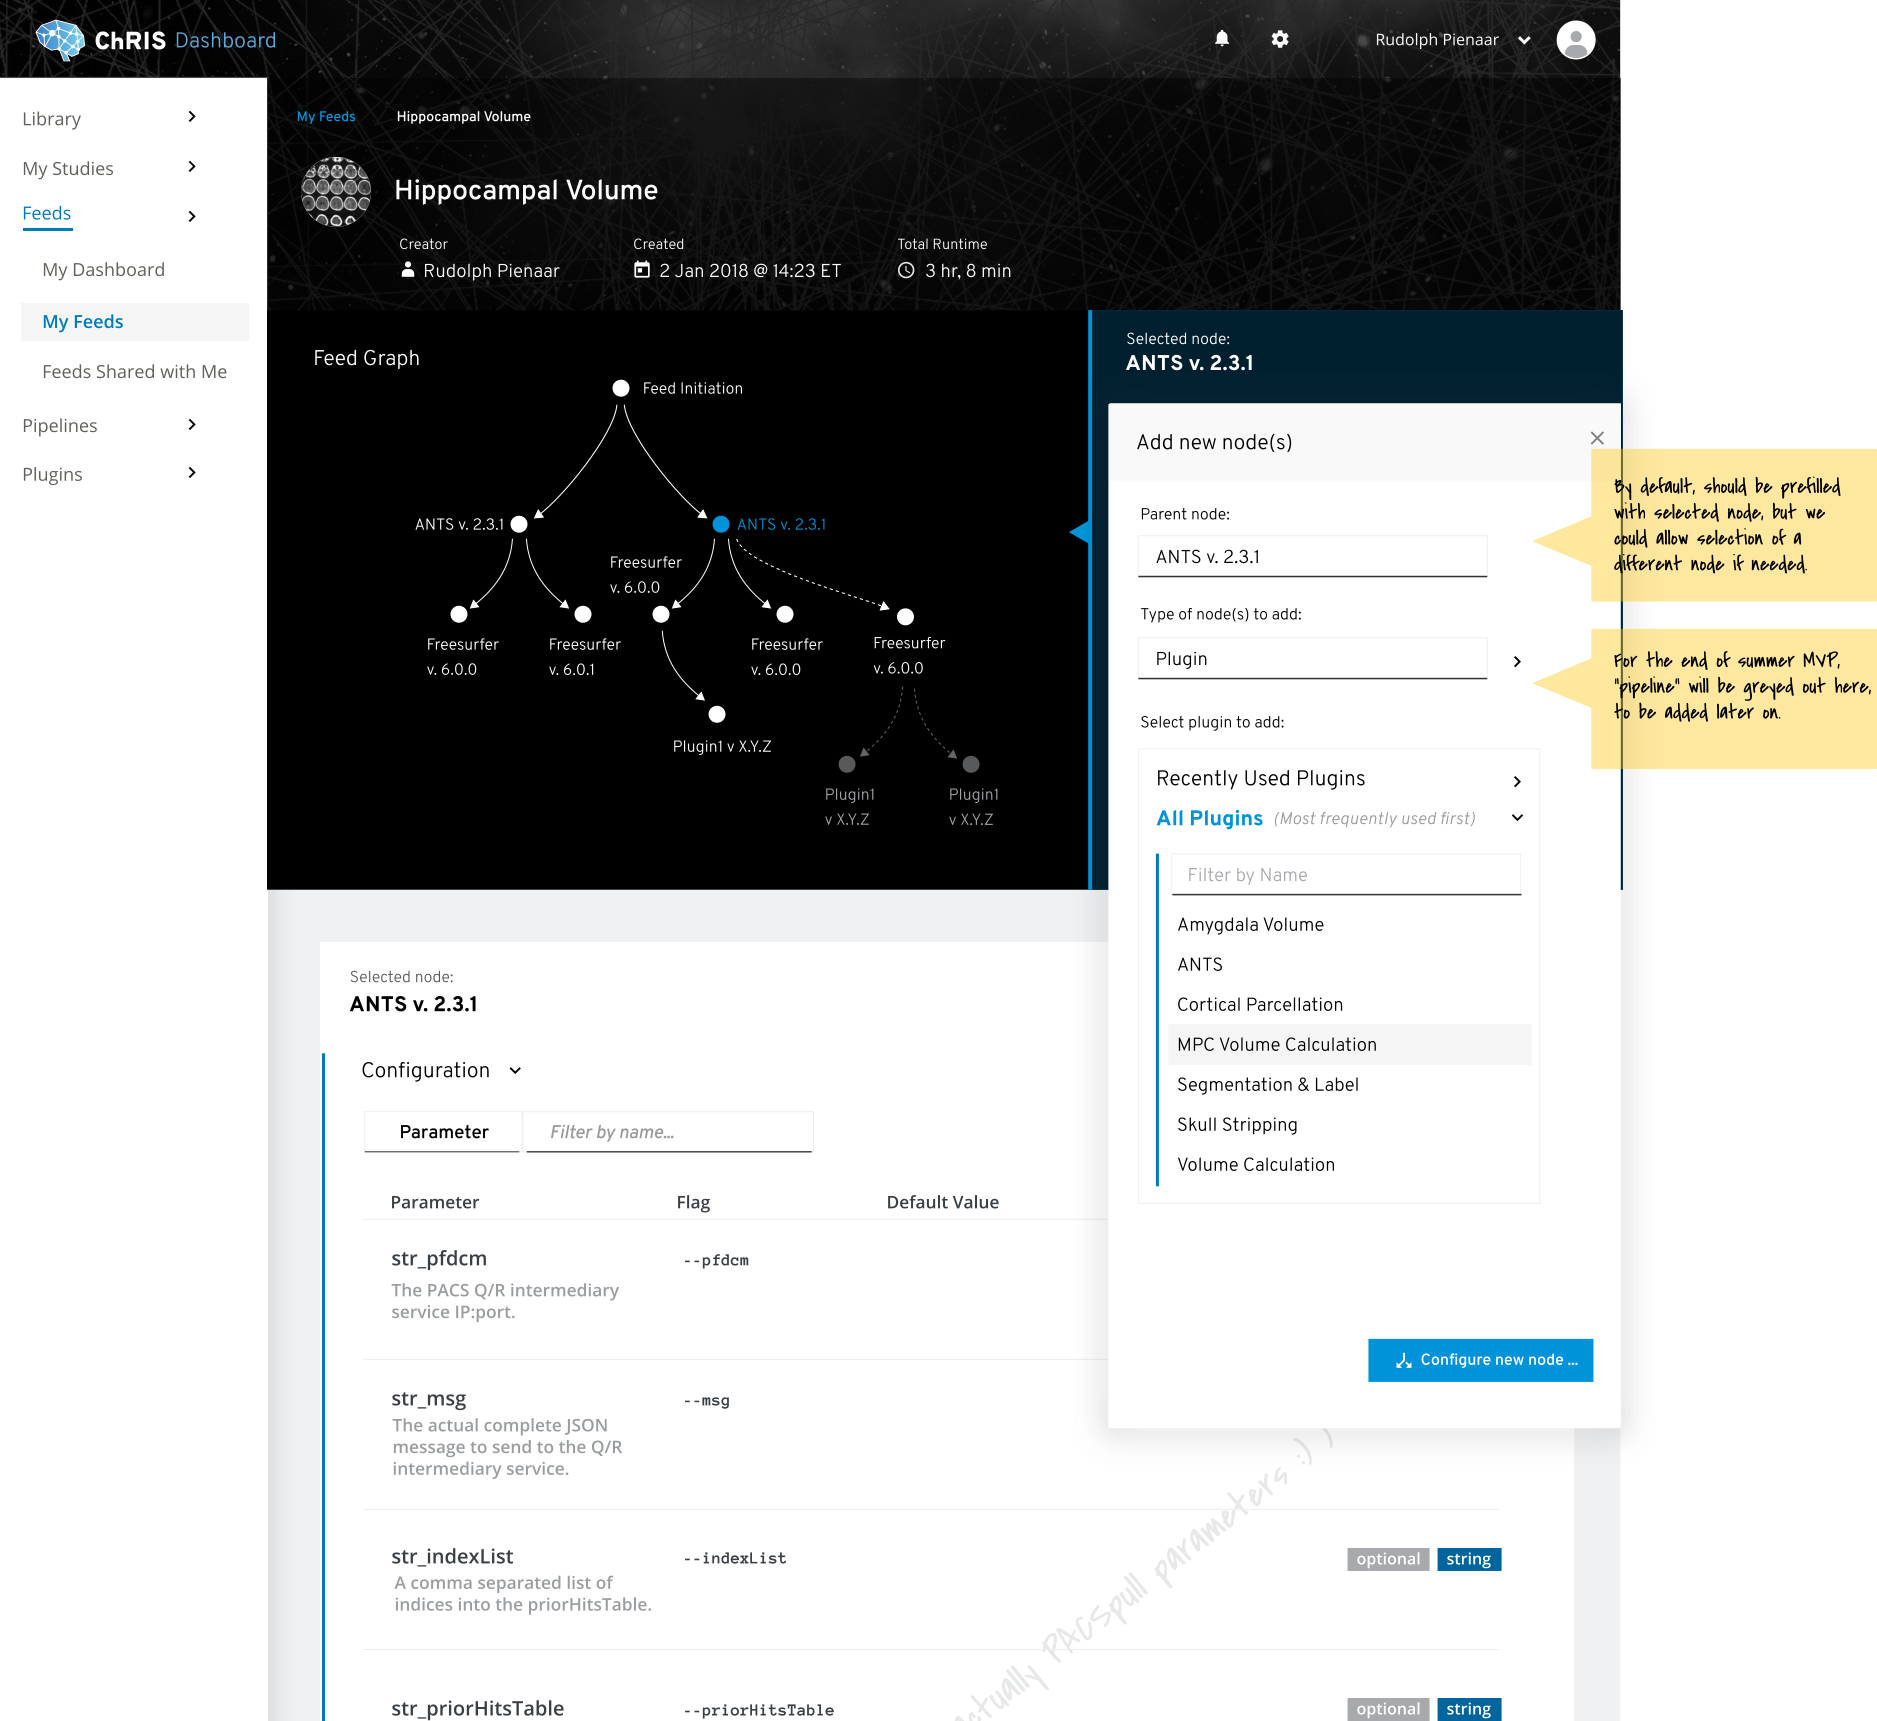 ChRIS Dashboard
Rudolph Pienaar
Library
My Studies
Feeds
My Dashboard
My Feeds
Feeds Shared with Me
Pipelines
Plugins
My Feeds
Hippocampal Volume
Hippocampal Volume
Creator
Rudolph Pienaar
Created
2 Jan 2018 @ 14:23 ET
Total Runtime
3 hr, 8 min
Feed Graph
Feed Initiation
ANTS v. 2.3.1
ANTS v. 2.3.1
Freesurfer
v. 6.0.0
Freesurfer
v. 6.0.0
Freesurfer
v. 6.0.1
Freesurfer
v. 6.0.0
Freesurfer
v. 6.0.0
Plugin1 v X.Y.Z
Plugin1
v X.Y.Z
Plugin1
v X.Y.Z
Selected node:
ANTS v. 2.3.1
Add new node(s)
Parent node:
ANTS v. 2.3.1
Type of node(s) to add:
Plugin
Select plugin to add:
Recently Used Plugins
All Plugins (Most frequently used first)
Filter by Name
Amygdala Volume
ANTS
Cortical Parcellation
MPC Volume Calculation
Segmentation & Label
Skull Stripping
Volume Calculation
Configure new node ...
By default, should be prefilled
with selected node, but we
could allow selection of a
different node if needed.
For the end of summer MVP,
"pipeline" will be greyed out here,
to be added later on.
Selected node:
ANTS v. 2.3.1
Configuration
Parameter
Filter by name...
Parameter
Flag
Default Value
str_pfdcm
--pfdcm
The PACS Q/R intermediary
service IP:port.
str_msg
--msg
The actual complete JSON
message to send to the Q/R
intermediary service.
str_indexList
--indexList
optional
string
A comma separated list of
indices into the priorHitsTable.
str_priorHitsTable
--priorHitsTable
optional
string
ctually PACSpull parameters :) )